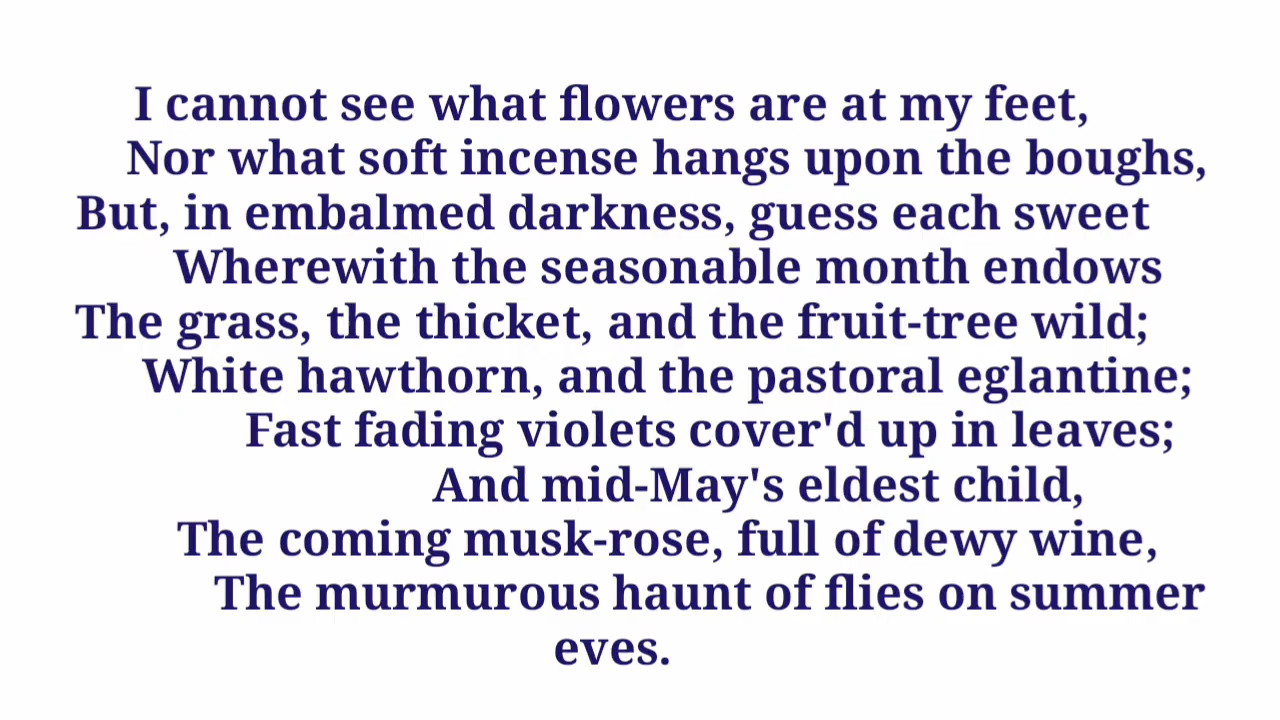 I cannot see what flowers are at my feet,
Nor what soft incense hangs upon the boughs,
But, in embalmed darkness, guess each sweet
Wherewith the seasonable month endows
The grass, the thicket, and the fruit-tree wild;
White hawthorn, and the pastoral eglantine;
Fast fading violets cover'd up in leaves;
And mid-May's eldest child,
The coming musk-rose, full of dewy wine,
The murmurous haunt of flies on summer
eves.